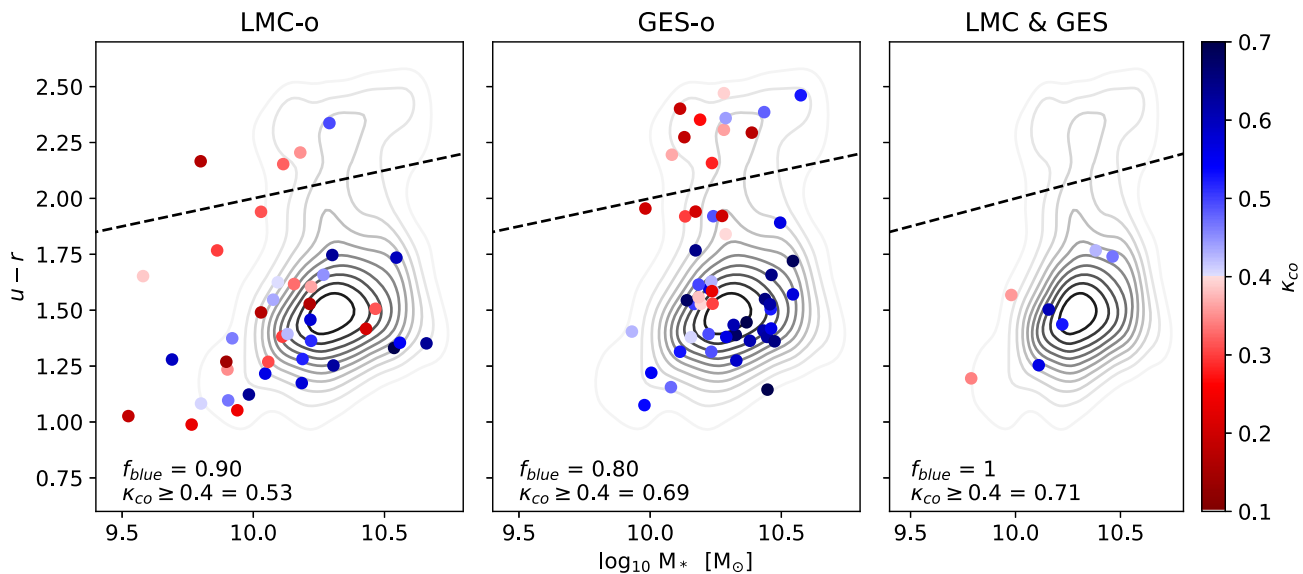 LMC-o
GES-o
LMC & GES
2.50
2.25
2.00
1.75
1.50
1.25
1.00
0.75
u − r
f_blue = 0.90
κ_co ≥ 0.4 = 0.53
f_blue = 0.80
κ_co ≥ 0.4 = 0.69
f_blue = 1
κ_co ≥ 0.4 = 0.71
9.5 10.0 10.5
9.5 10.0 10.5
9.5 10.0 10.5
log₁₀ M* [M⊙]
0.7
0.6
0.5
0.4
0.3
0.2
0.1
κ_co